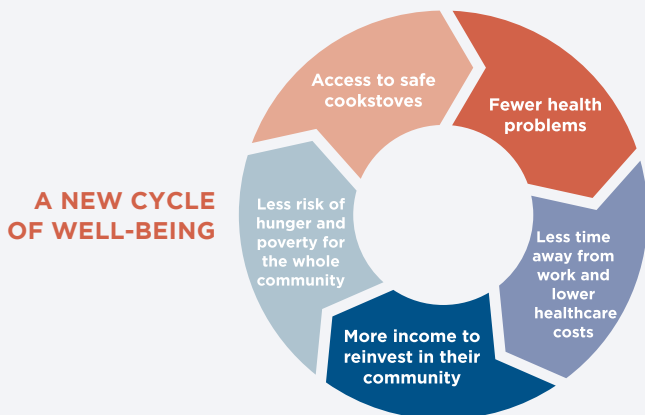 A NEW CYCLE
OF WELL-BEING
Access to safe
cookstoves
Fewer health
problems
Less time
away from
work and
lower
healthcare
costs
More income to
reinvest in their
community
Less risk of
hunger and
poverty for
the whole
community